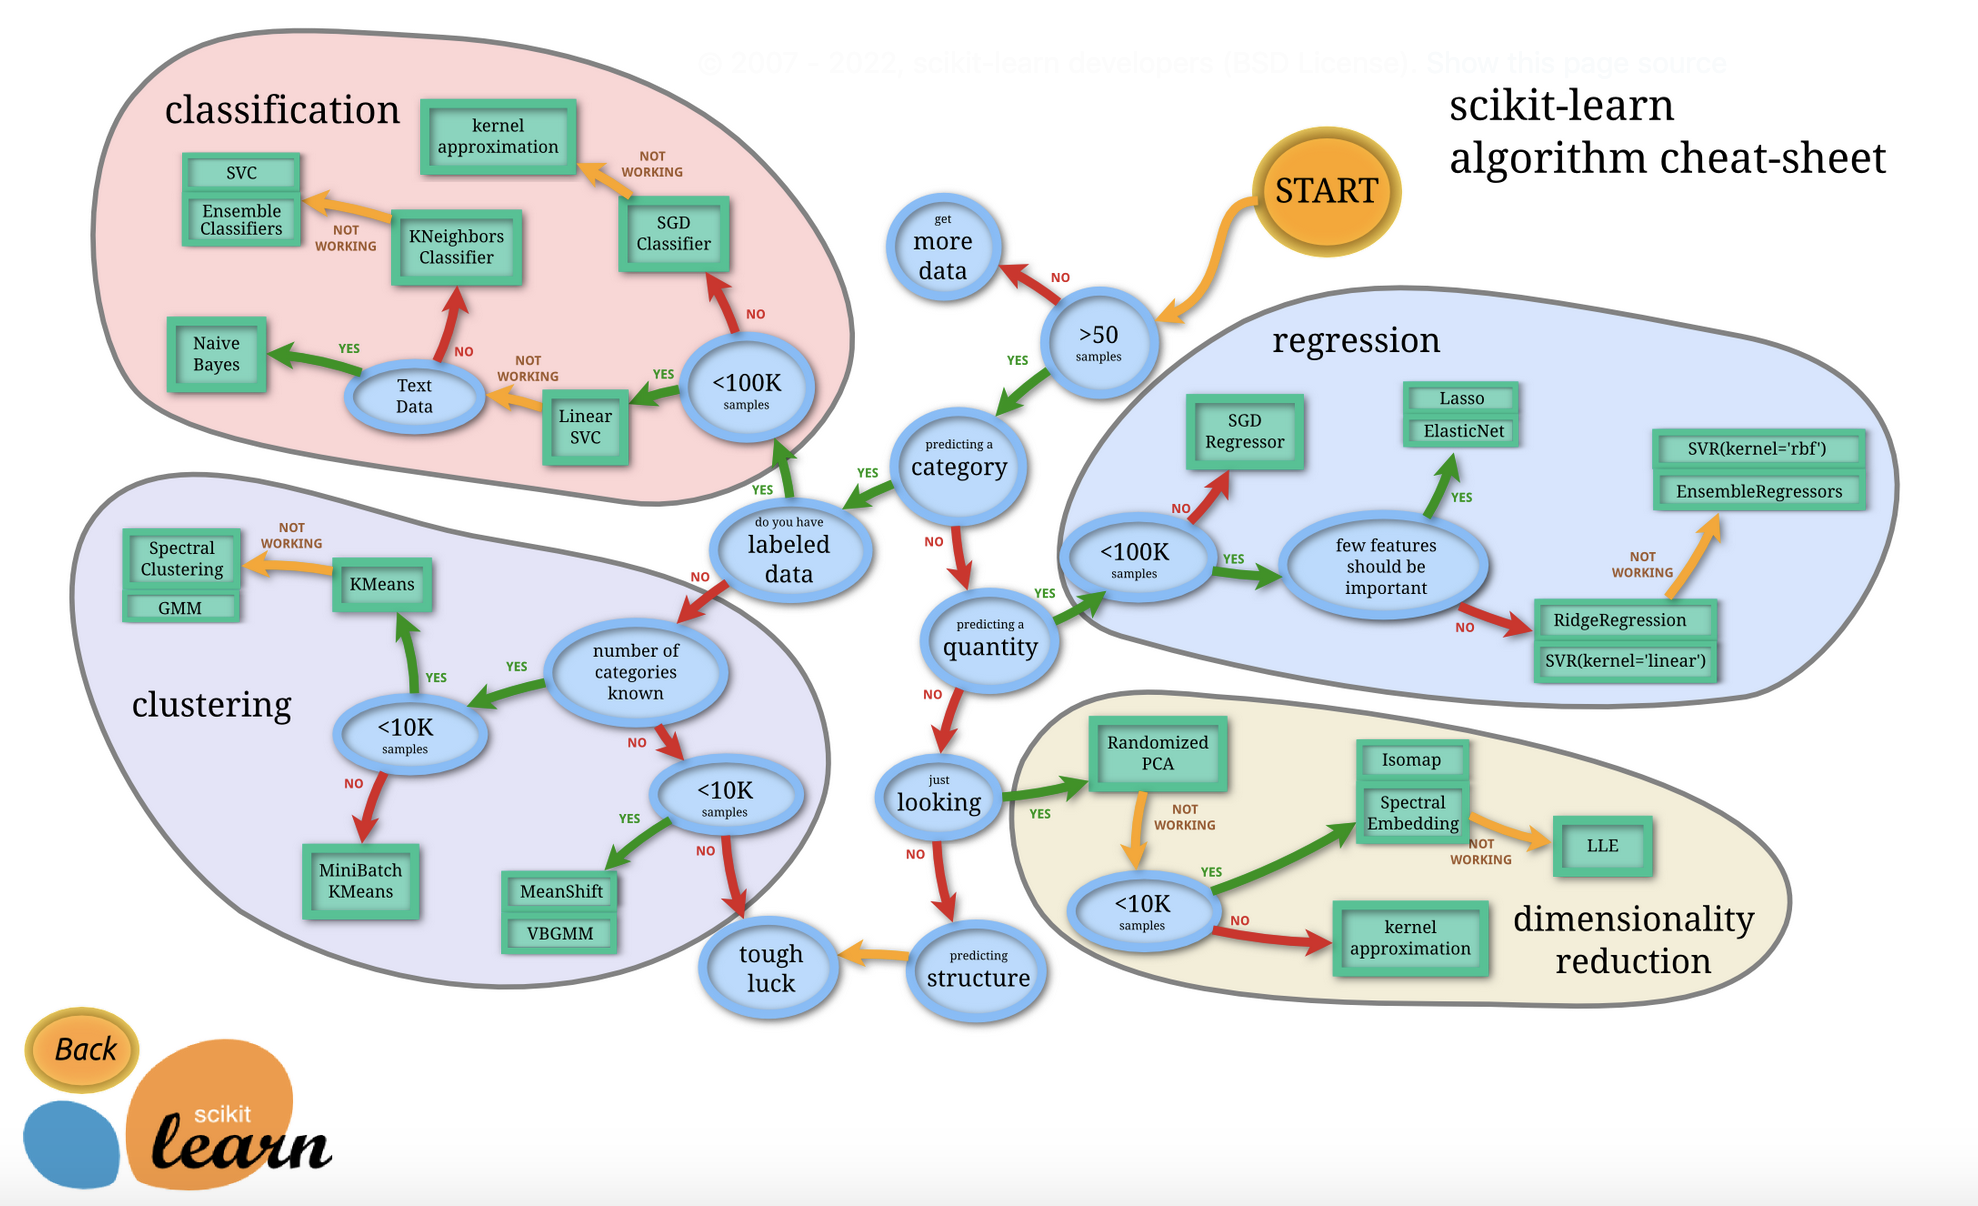 © 2007 - 2022, scikit-learn developers (BSD License). Show this page source
scikit-learn
algorithm cheat-sheet
START
get
more
data
NO
>50
samples
YES
predicting a
category
YES
NO
do you have
labeled
data
YES
NO
predicting a
quantity
YES
NO
just
looking
YES
NO
predicting
structure
tough
luck
classification
kernel
approximation
NOT
WORKING
SVC
Ensemble
Classifiers
NOT
WORKING
KNeighbors
Classifier
SGD
Classifier
NO
Naive
Bayes
YES
NO
Text
Data
NOT
WORKING
Linear
SVC
YES
<100K
samples
regression
SGD
Regressor
Lasso
ElasticNet
SVR(kernel='rbf')
EnsembleRegressors
NO
YES
<100K
samples
YES
few features
should be
important
NOT
WORKING
NO
RidgeRegression
SVR(kernel='linear')
clustering
Spectral
Clustering
GMM
NOT
WORKING
KMeans
YES
<10K
samples
NO
MiniBatch
KMeans
YES
number of
categories
known
NO
<10K
samples
YES
NO
MeanShift
VBGMM
dimensionality
reduction
Randomized
PCA
NOT
WORKING
<10K
samples
YES
NO
Isomap
Spectral
Embedding
NOT
WORKING
LLE
kernel
approximation
Back
scikit
learn